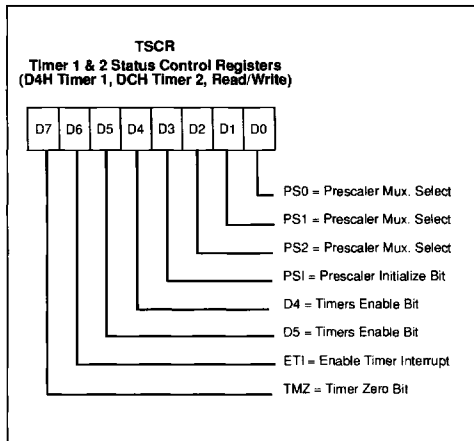 TSCR
Timer 1 & 2 Status Control Registers
(D4H Timer 1, DCH Timer 2, Read/Write)
D7 D6 D5 D4 D3 D2 D1 D0
PS0 = Prescaler Mux. Select
PS1 = Prescaler Mux. Select
PS2 = Prescaler Mux. Select
PSI = Prescaler Initialize Bit
D4 = Timers Enable Bit
D5 = Timers Enable Bit
ETI = Enable Timer Interrupt
TMZ = Timer Zero Bit